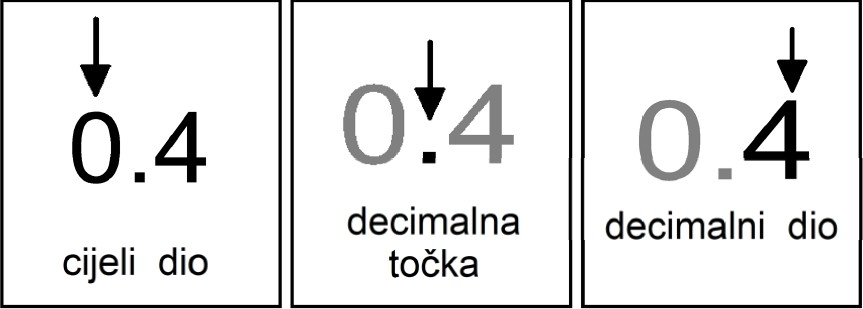 0.4
cijeli dio
0.4
decimalna
točka
0.4
decimalni dio